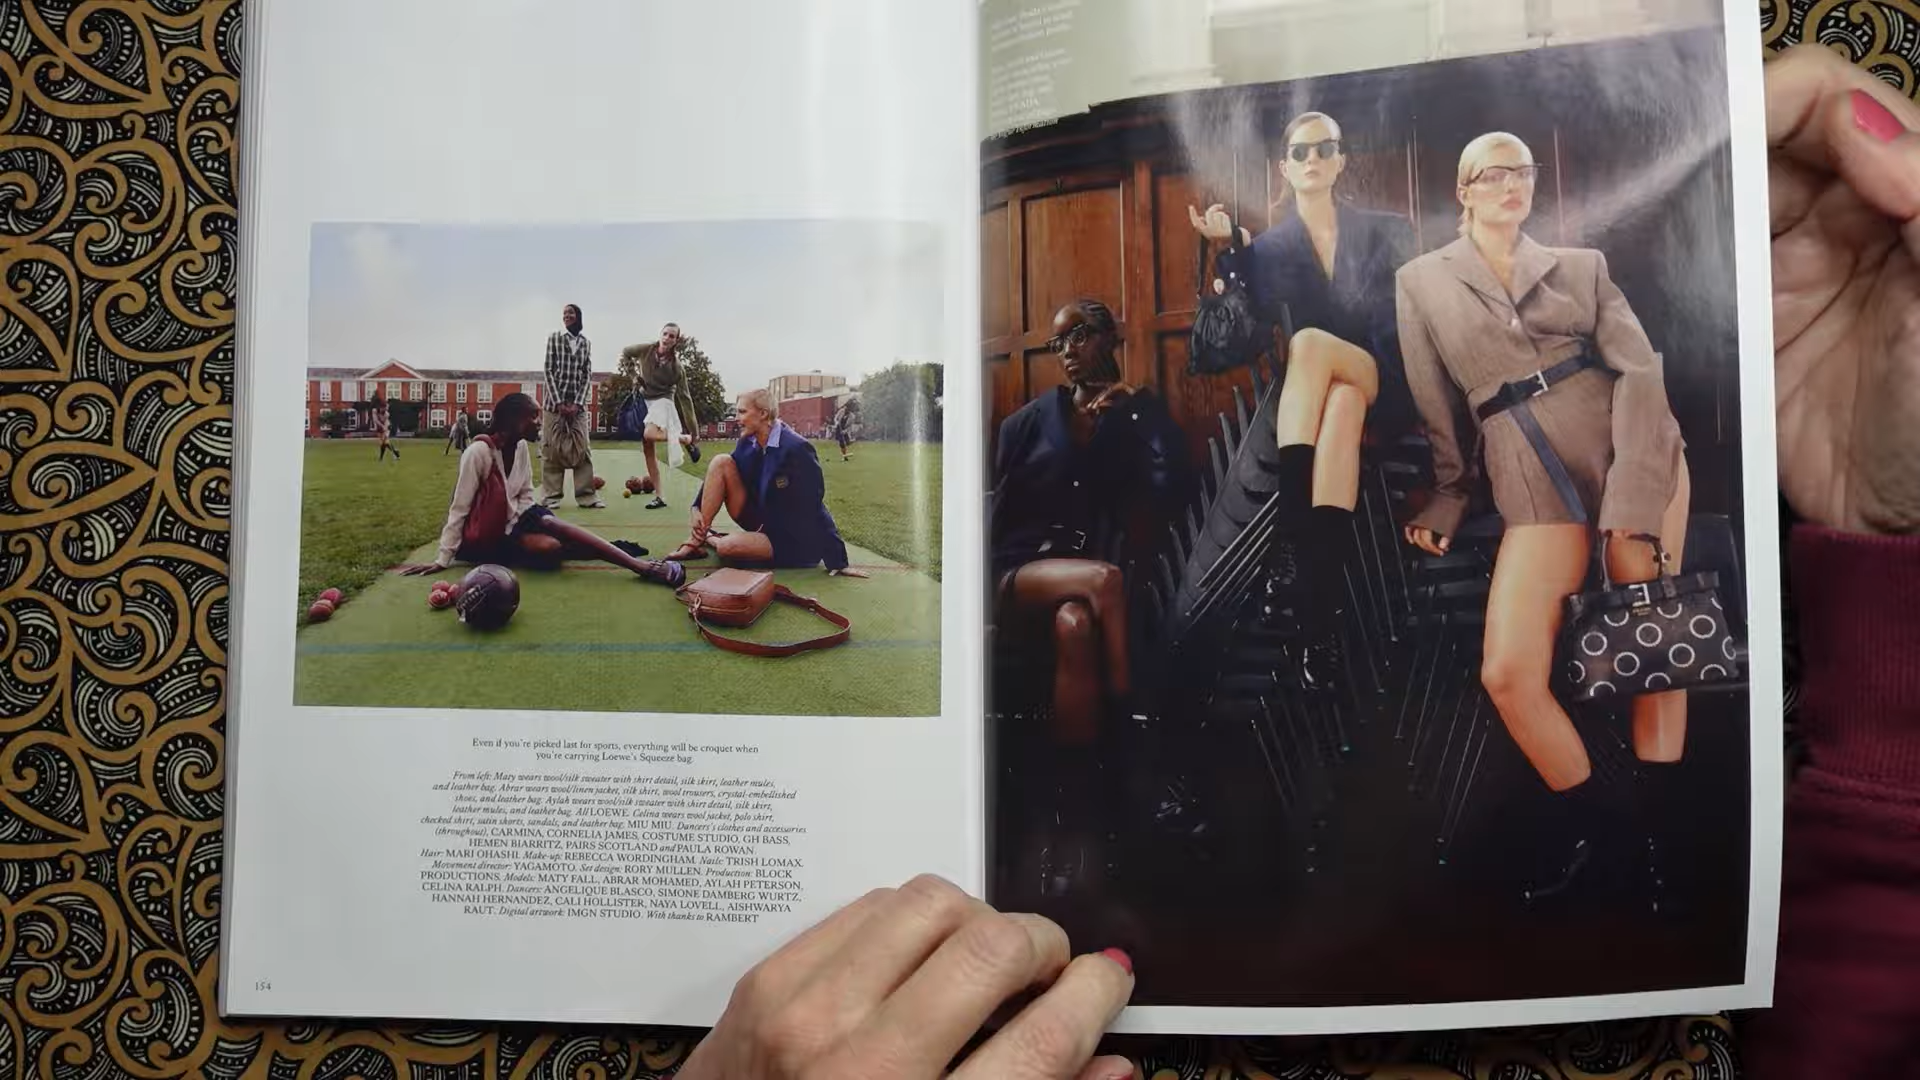 Even if you're picked last for sports, everything will be croquet when
you're carrying Loewe's Squeeze bag.
From left: Maty wears wool/silk sweater with shirt detail, silk skirt, leather mules,
and leather bag. Abrar wears wool/linen jacket, silk shirt, wool trousers, crystal-embellished
shoes, and leather bag. Aylah wears wool/silk sweater with shirt detail, silk skirt,
leather mules, and leather bag. All LOEWE. Celina wears wool jacket, polo shirt,
checked shirt, satin shorts, sandals, and leather bag, MIU MIU. Dancers's clothes and accessories
(throughout), CARMINA, CORNELIA JAMES, COSTUME STUDIO, GH BASS,
HEMEN BIARRITZ, PAIRS SCOTLAND and PAULA ROWAN.
Hair: MARI OHASHI. Make-up: REBECCA WORDINGHAM. Nails: TRISH LOMAX.
Movement director: YAGAMOTO. Set design: RORY MULLEN. Production: BLOCK
PRODUCTIONS. Models: MATY FALL, ABRAR MOHAMED, AYLAH PETERSON,
CELINA RALPH. Dancers: ANGELIQUE BLASCO, SIMONE DAMBERG WURTZ,
HANNAH HERNANDEZ, CALI HOLLISTER, NAYA LOVELL, AISHWARYA
RAUT. Digital artwork: IMGN STUDIO. With thanks to RAMBERT
154